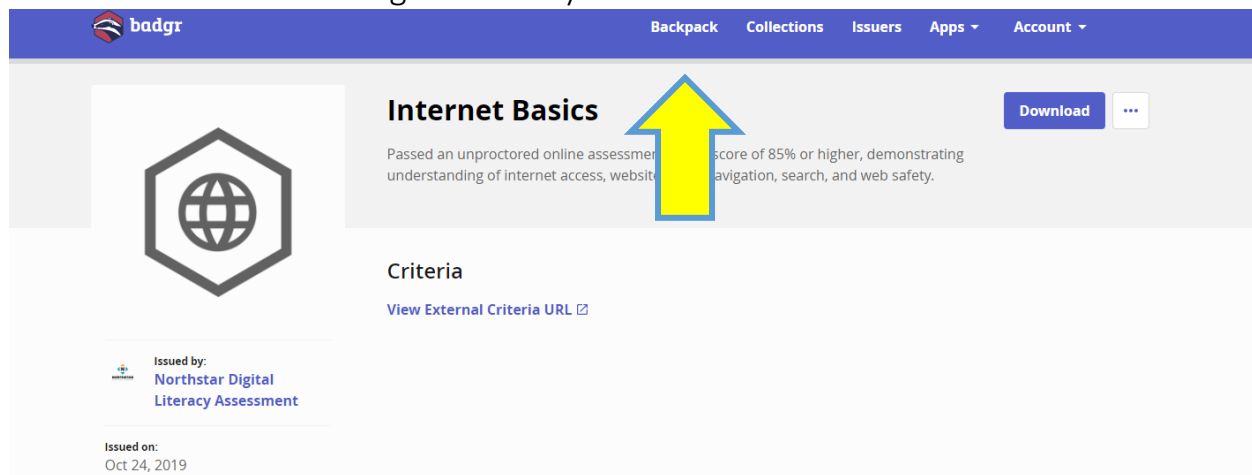 badgr
Backpack Collections Issuers Apps Account
Internet Basics
Download
Passed an unproctored online assessmen score of 85% or higher, demonstrating
understanding of internet access, website avigation, search, and web safety.
Criteria
View External Criteria URL
Issued by:
Northstar Digital
Literacy Assessment
Issued on:
Oct 24, 2019